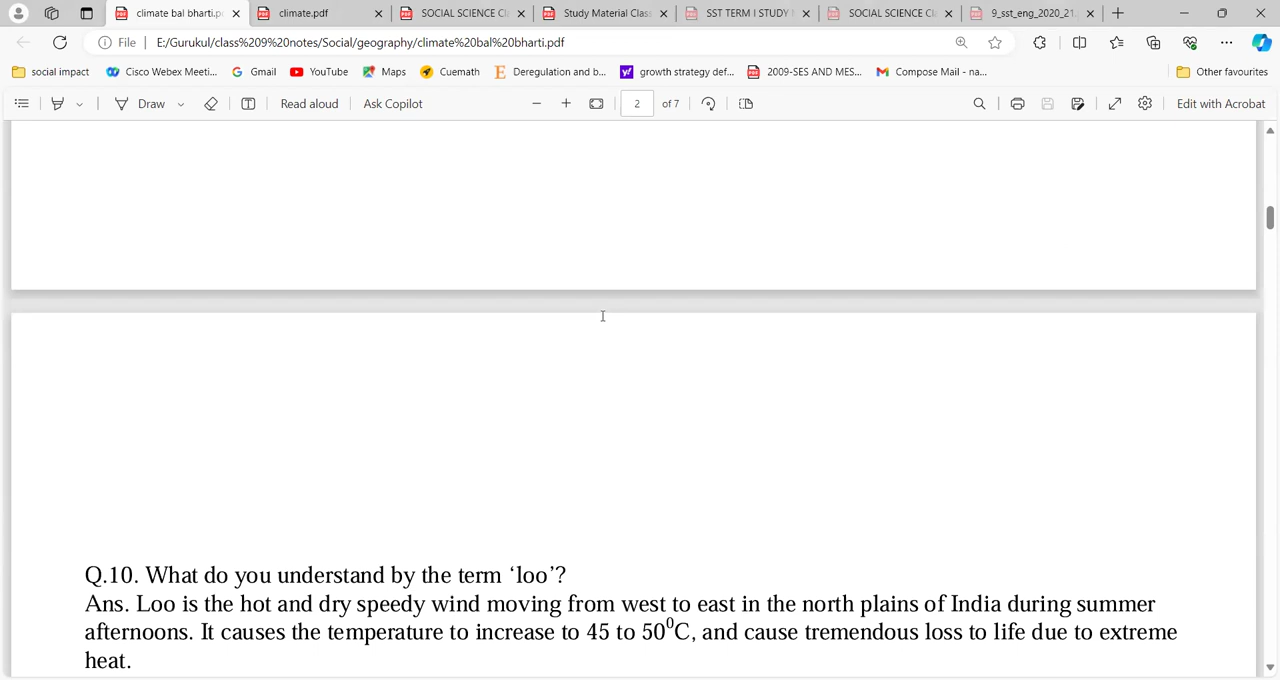 climate bal bharti.p
climate.pdf
SOCIAL SCIENCE Cl
Study Material Class
SST TERM I STUDY
SOCIAL SCIENCE Cl
9_sst_eng_2020_21.
File
E:/Gurukul/class%209%20notes/Social/geography/climate%20bal%20bharti.pdf
social impact
Cisco Webex Meeti...
Gmail
YouTube
Maps
Cuemath
Deregulation and b...
growth strategy def...
2009-SES AND MES...
Compose Mail - na...
Other favourites
Draw
Read aloud
Ask Copilot
2
of 7
Edit with Acrobat
Q.10. What do you understand by the term ‘loo’?
Ans. Loo is the hot and dry speedy wind moving from west to east in the north plains of India during summer
afternoons. It causes the temperature to increase to 45 to 50⁰C, and cause tremendous loss to life due to extreme
heat.